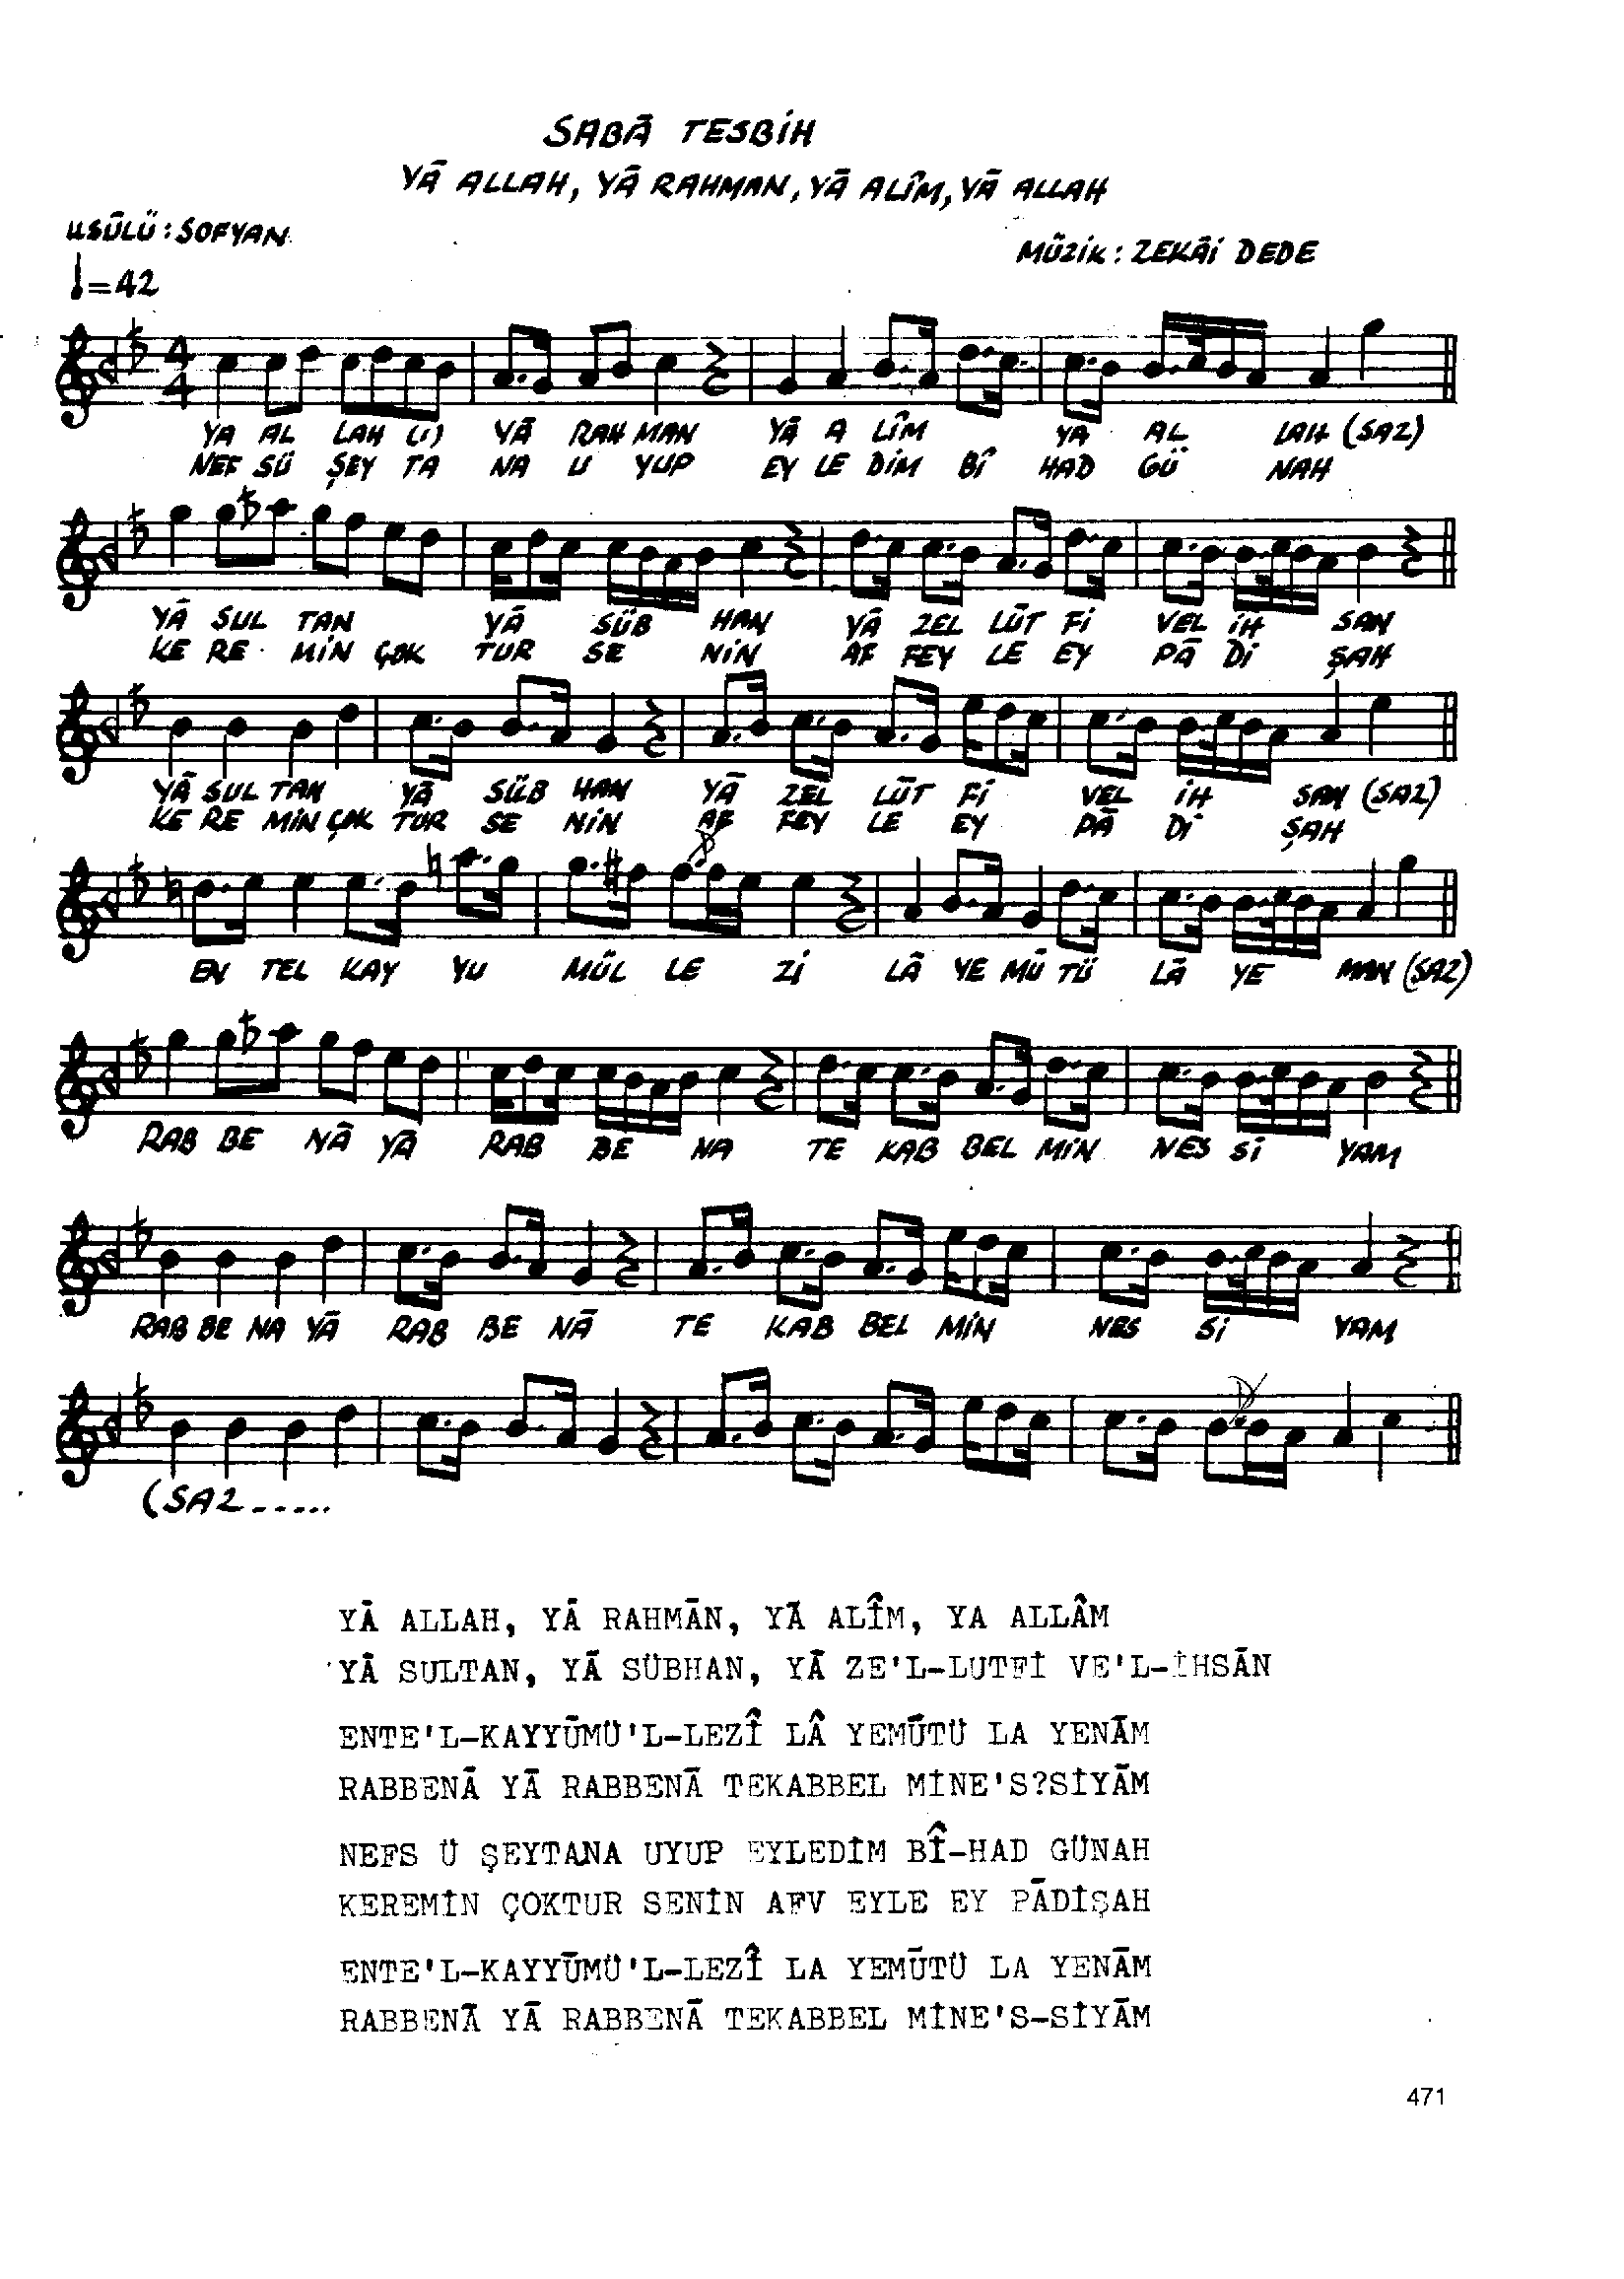 SABĀ TESBİH
YĀ ALLAH, YĀ RAHMAN, YĀ ALÎM, YĀ ALLAH
USŪLÜ : SOFYAN
MÜZİK : ZEKÂİ DEDE
=42
4
4
YA AL LAH (I) YĀ RAH MAN YĀ A LÎM YA AL LAH (SAZ)
NEF SÜ ŞEY TA NA U YUP EY LE DİM BÎ HAD GÜ NAH
YĀ SUL TAN YĀ SÜB HAN YĀ ZEL LŪT Fİ VEL İH SAN
KE RE MİN ÇOK TUR SE NİN AF FEY LE EY PĀ Dİ ŞAH
YĀ SUL TAN YĀ SÜB HAN YĀ ZEL LŪT Fİ VEL İH SAN (SAZ)
KE RE MİN ÇOK TUR SE NİN AF FEY LE EY PĀ Dİ ŞAH
EN TEL KAY YU MÜL LE Zİ LĀ YE MŪ TÜ LĀ YE MAN (SAZ)
RAB BE NĀ YĀ RAB BE NA TE KAB BEL MİN NES Sİ YAM
RAB BE NA YĀ RAB BE NĀ TE KAB BEL MİN NES Sİ YAM
(SAZ-----..
YĀ ALLAH, YĀ RAHMĀN, YĀ ALÎM, YA ALLÂM
YĀ SULTAN, YĀ SÜBHAN, YĀ ZE'L-LUTFİ VE'L-İHSĀN
ENTE'L-KAYYŪMÜ'L-LEZÎ LÂ YEMŪTÜ LA YENĀM
RABBENĀ YĀ RABBENĀ TEKABBEL MİNE'S?SİYĀM
NEFS Ü ŞEYTANA UYUP EYLEDİM BÎ-HAD GÜNAH
KEREMİN ÇOKTUR SENİN AFV EYLE EY PĀDİŞAH
ENTE'L-KAYYŪMÜ'L-LEZÎ LA YEMŪTÜ LA YENĀM
RABBENĀ YĀ RABBENĀ TEKABBEL MİNE'S-SİYĀM
471